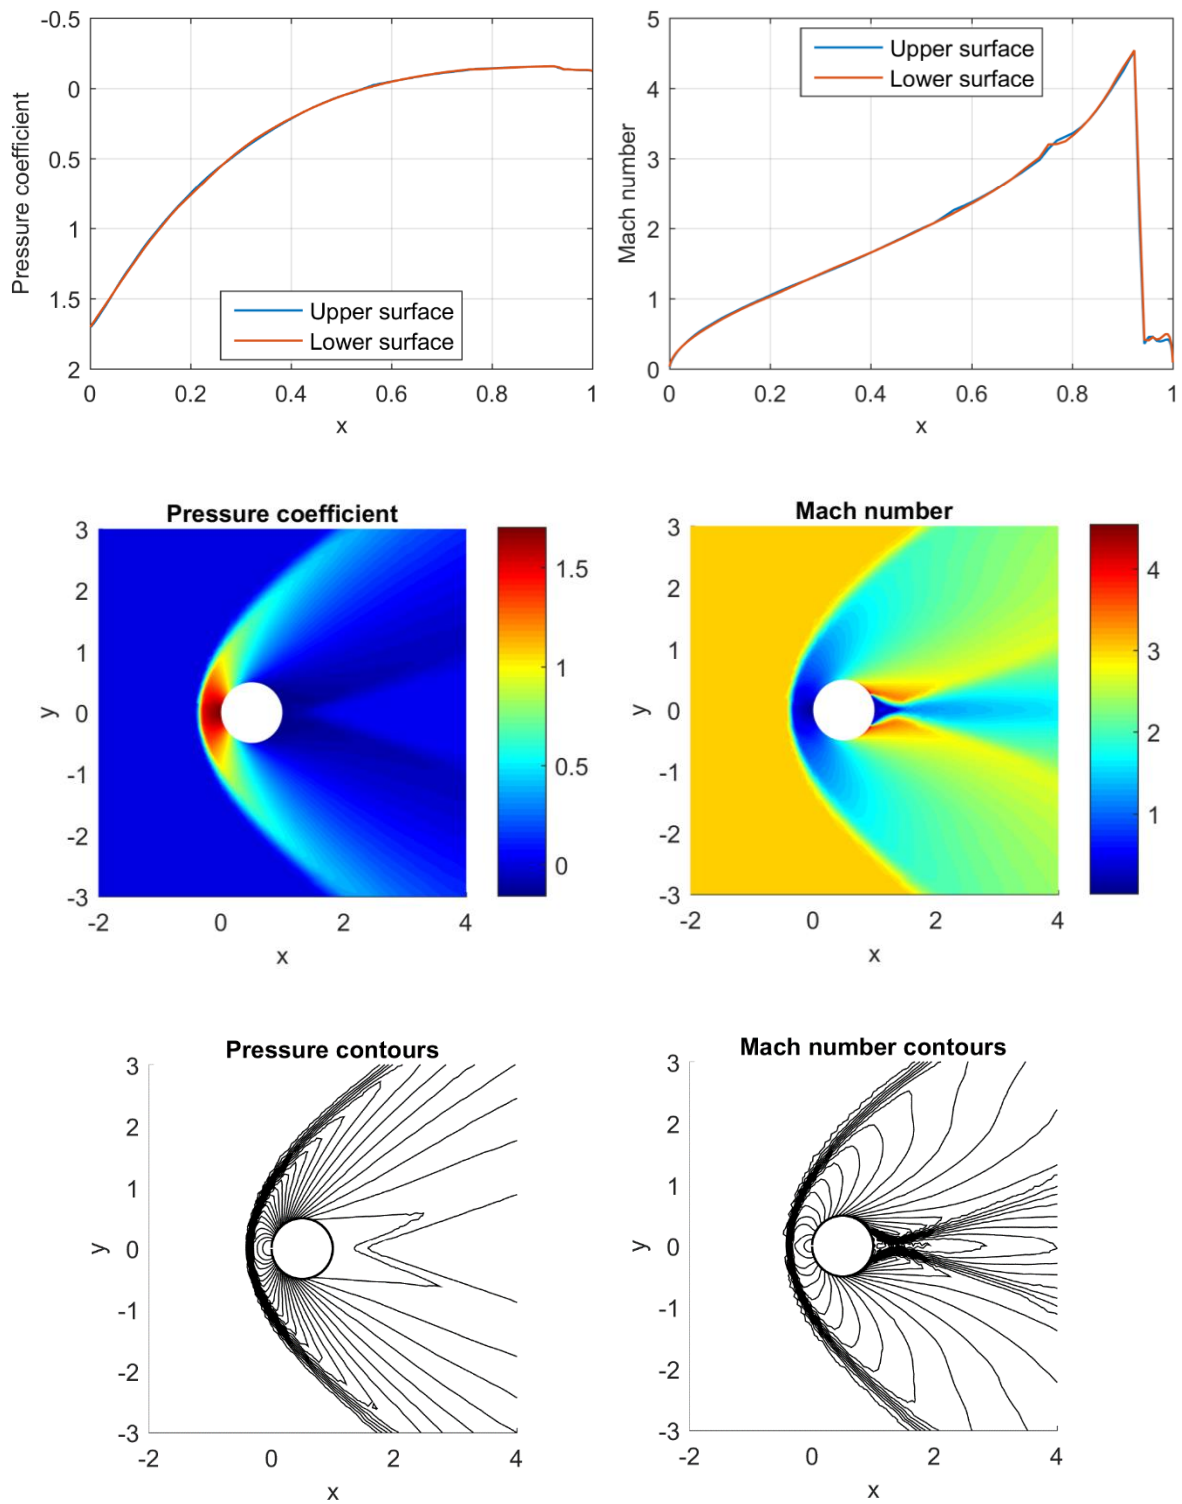 -0.5
0
0.5
1
1.5
2
Pressure coefficient
Upper surface
Lower surface
0 0.2 0.4 0.6 0.8 1
x
5
4
3
2
1
0
Mach number
Upper surface
Lower surface
0 0.2 0.4 0.6 0.8 1
x
Pressure coefficient
3
2
1
0
-1
-2
-3
y
-2 0 2 4
x
1.5
1
0.5
0
Mach number
3
2
1
0
-1
-2
-3
y
-2 0 2 4
x
4
3
2
1
Pressure contours
3
2
1
0
-1
-2
-3
y
-2 0 2 4
x
Mach number contours
3
2
1
0
-1
-2
-3
y
-2 0 2 4
x